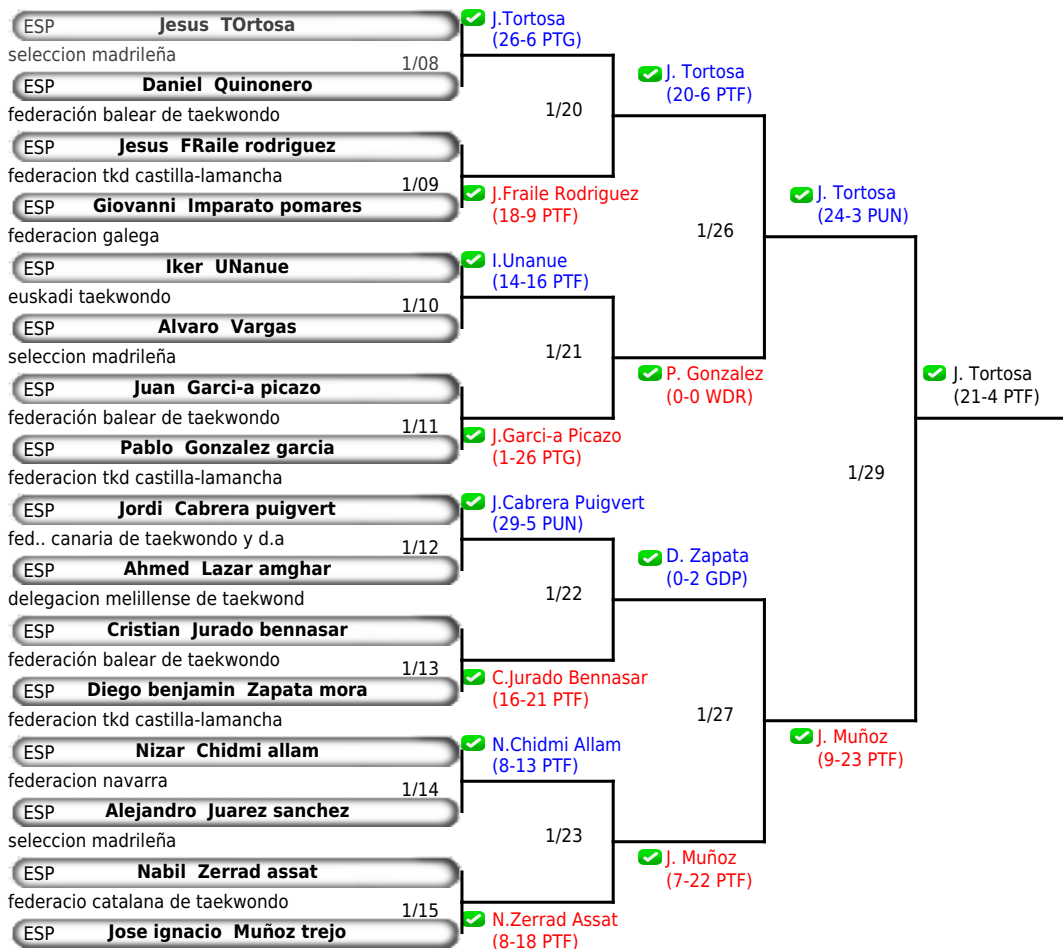 ESP Jesus TOrtosa
seleccion madrileña
1/08
ESP Daniel Quinonero
federación balear de taekwondo
ESP Jesus FRaile rodriguez
federacion tkd castilla-lamancha
1/09
ESP Giovanni Imparato pomares
federacion galega
ESP Iker UNanue
euskadi taekwondo
1/10
ESP Alvaro Vargas
seleccion madrileña
ESP Juan Garci-a picazo
federación balear de taekwondo
1/11
ESP Pablo Gonzalez garcia
federacion tkd castilla-lamancha
ESP Jordi Cabrera puigvert
fed.. canaria de taekwondo y d.a
1/12
ESP Ahmed Lazar amghar
delegacion melillense de taekwond
ESP Cristian Jurado bennasar
federación balear de taekwondo
1/13
ESP Diego benjamin Zapata mora
federacion tkd castilla-lamancha
ESP Nizar Chidmi allam
federacion navarra
1/14
ESP Alejandro Juarez sanchez
seleccion madrileña
ESP Nabil Zerrad assat
federacio catalana de taekwondo
1/15
ESP Jose ignacio Muñoz trejo
J.Tortosa
(26-6 PTG)
1/20
J.Fraile Rodriguez
(18-9 PTF)
I.Unanue
(14-16 PTF)
1/21
J.Garci-a Picazo
(1-26 PTG)
J.Cabrera Puigvert
(29-5 PUN)
1/22
C.Jurado Bennasar
(16-21 PTF)
N.Chidmi Allam
(8-13 PTF)
1/23
N.Zerrad Assat
(8-18 PTF)
J. Tortosa
(20-6 PTF)
1/26
P. Gonzalez
(0-0 WDR)
D. Zapata
(0-2 GDP)
1/27
J. Muñoz
(7-22 PTF)
J. Tortosa
(24-3 PUN)
1/29
J. Muñoz
(9-23 PTF)
J. Tortosa
(21-4 PTF)